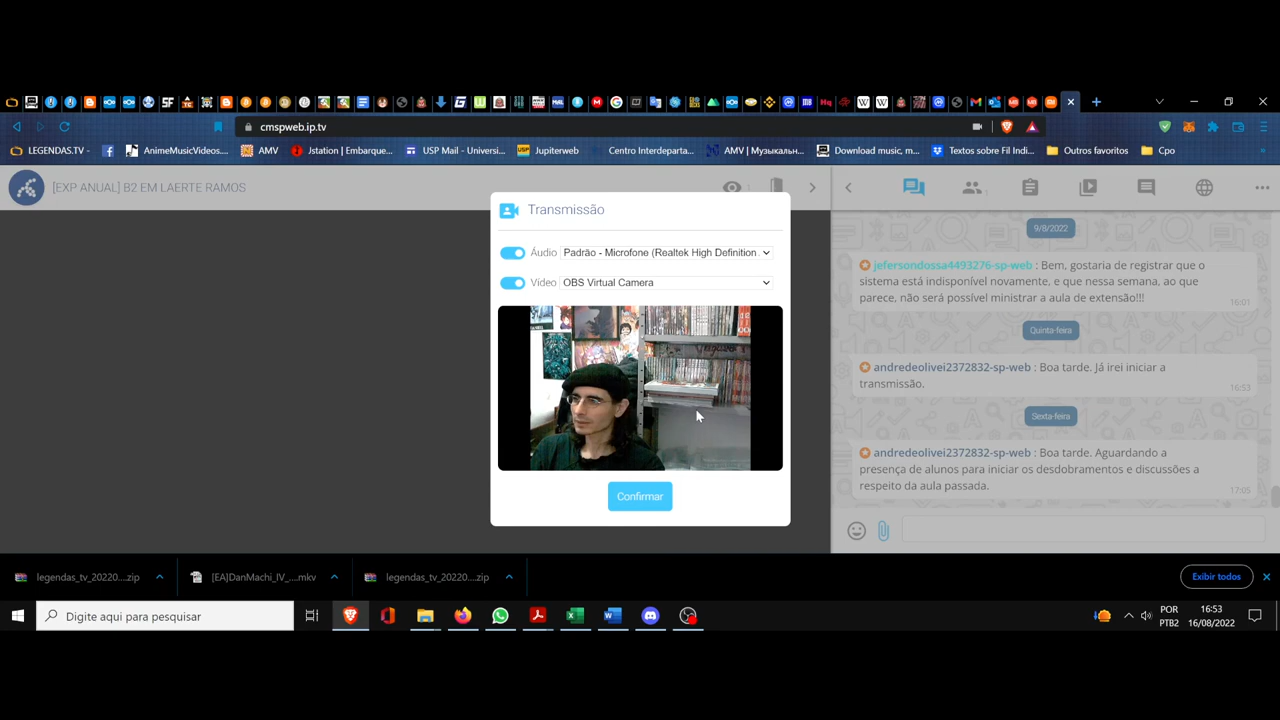 cmspweb.ip.tv
LEGENDAS.TV -
AnimeMusicVideos....
AMV
Jstation | Embarque...
USP Mail - Universi...
Jupiterweb
Centro Interdeparta...
AMV | Музыкальн...
Download music, m...
Textos sobre Fil Indi...
Outros favoritos
Cpo
[EXP ANUAL] B2 EM LAERTE RAMOS
Transmissão
Áudio
Padrão - Microfone (Realtek High Definition
Vídeo
OBS Virtual Camera
Confirmar
9/8/2022
jefersondossa4493276-sp-web : Bem, gostaria de registrar que o
sistema está indisponível novamente, e que nessa semana, ao que
parece, não será possível ministrar a aula de extensão!!!
16:01
Quinta-feira
andredeolivei2372832-sp-web : Boa tarde. Já irei iniciar a
transmissão.
16:53
Sexta-feira
andredeolivei2372832-sp-web : Boa tarde. Aguardando a
presença de alunos para iniciar os desdobramentos e discussões a
respeito da aula passada.
17:05
legendas_tv_20220....zip
[EA]DanMachi_IV_....mkv
legendas_tv_20220....zip
Exibir todos
Digite aqui para pesquisar
POR
PTB2
16:53
16/08/2022